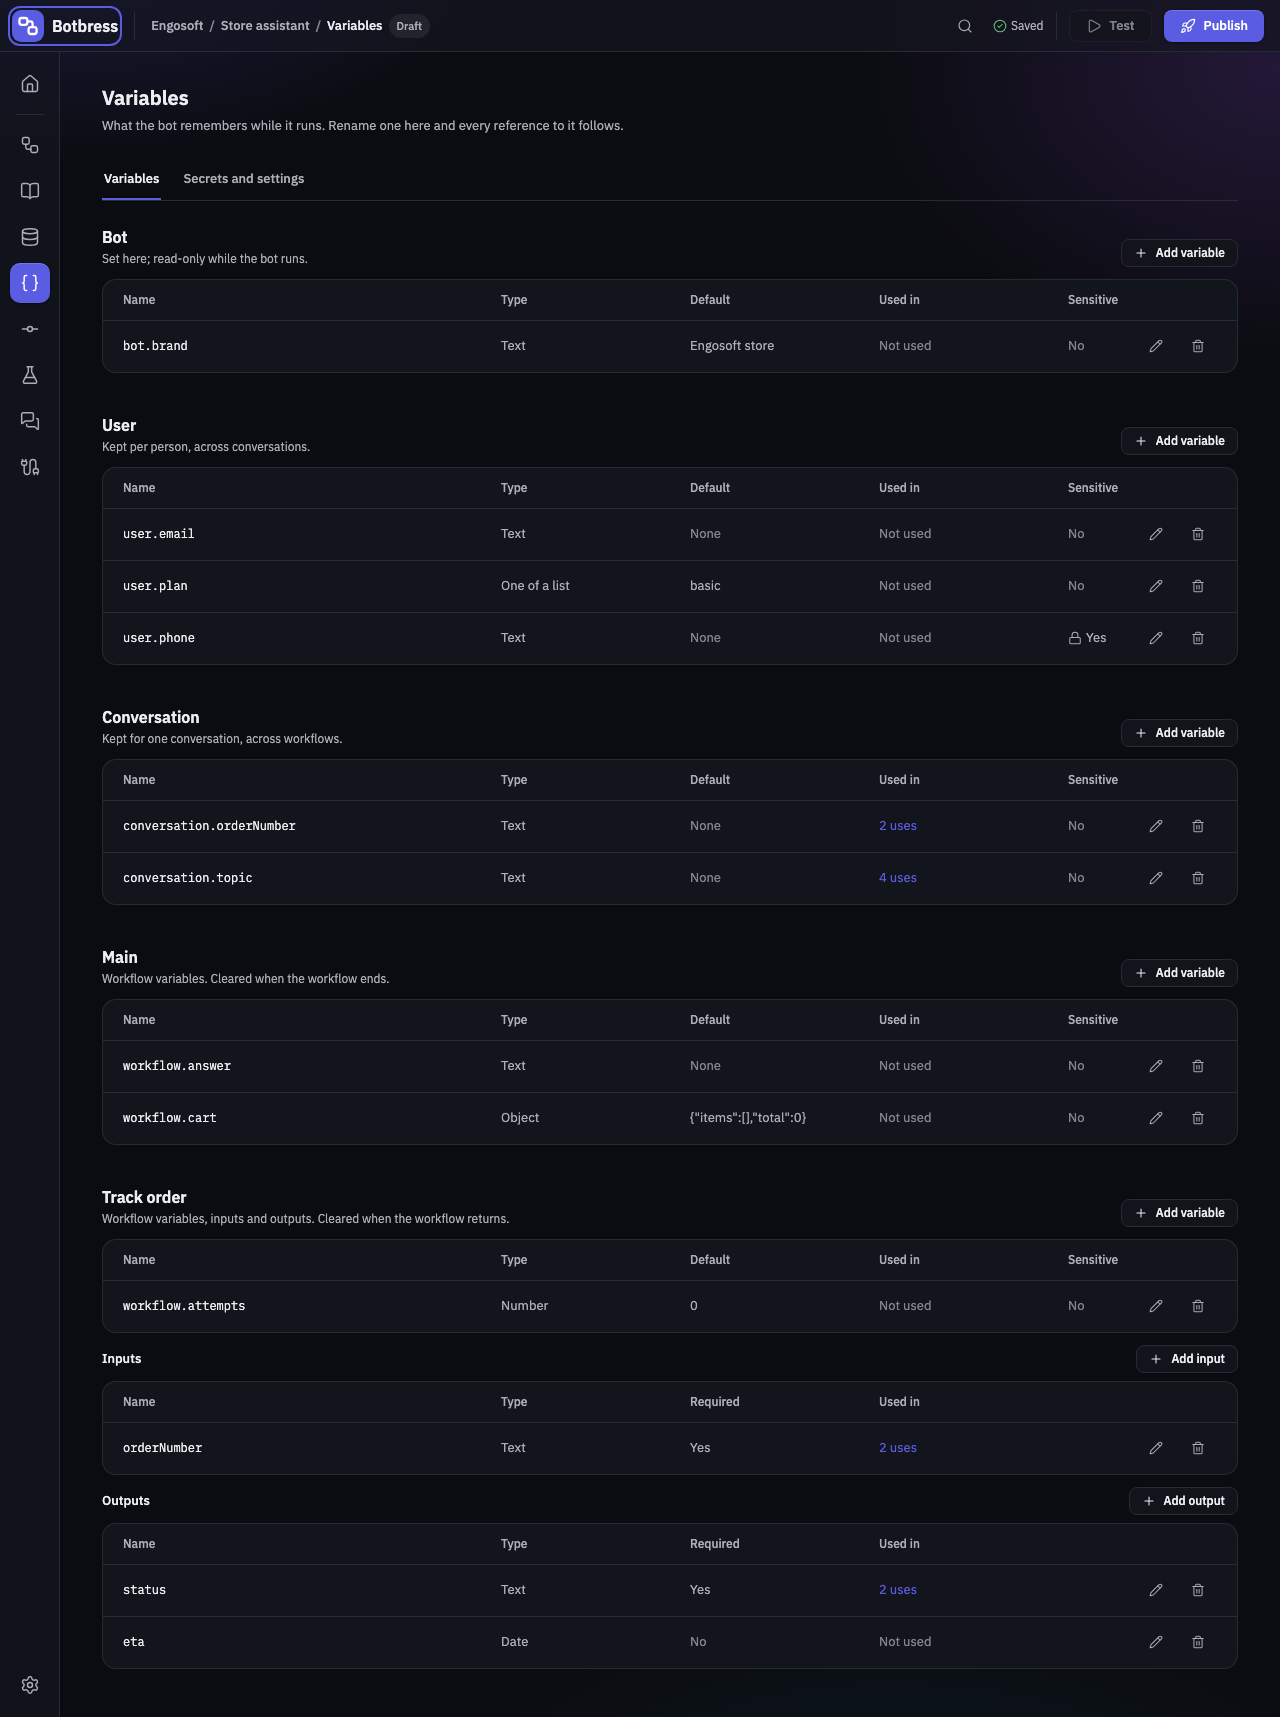 Botbress
Engosoft / Store assistant / Variables Draft
Saved
Test
Publish
Variables
What the bot remembers while it runs. Rename one here and every reference to it follows.
Variables Secrets and settings
Bot
Set here; read-only while the bot runs.
Add variable
Name Type Default Used in Sensitive
bot.brand Text Engosoft store Not used No
User
Kept per person, across conversations.
Add variable
Name Type Default Used in Sensitive
user.email Text None Not used No
user.plan One of a list basic Not used No
user.phone Text None Not used Yes
Conversation
Kept for one conversation, across workflows.
Add variable
Name Type Default Used in Sensitive
conversation.orderNumber Text None 2 uses No
conversation.topic Text None 4 uses No
Main
Workflow variables. Cleared when the workflow ends.
Add variable
Name Type Default Used in Sensitive
workflow.answer Text None Not used No
workflow.cart Object {"items":[],"total":0} Not used No
Track order
Workflow variables, inputs and outputs. Cleared when the workflow returns.
Add variable
Name Type Default Used in Sensitive
workflow.attempts Number 0 Not used No
Inputs
Add input
Name Type Required Used in
orderNumber Text Yes 2 uses
Outputs
Add output
Name Type Required Used in
status Text Yes 2 uses
eta Date No Not used